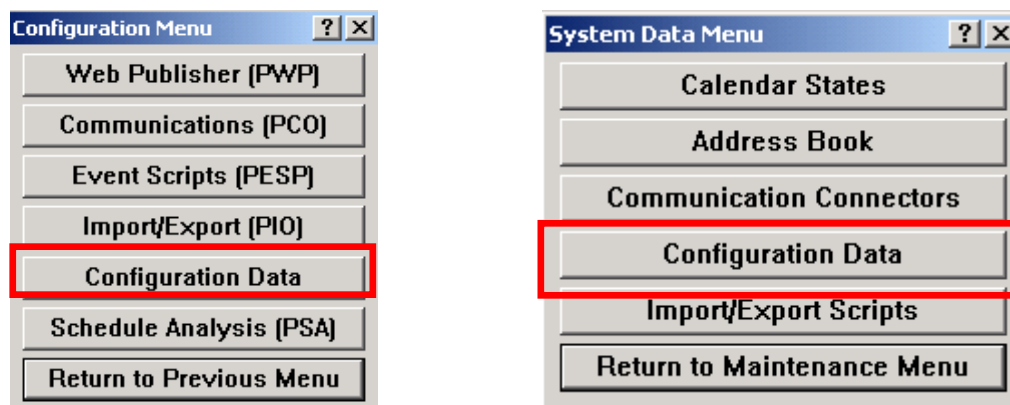 Configuration Menu
Web Publisher (PWP)
Communications (PCO)
Event Scripts (PESP)
Import/Export (PIO)
Configuration Data
Schedule Analysis (PSA)
Return to Previous Menu
System Data Menu
Calendar States
Address Book
Communication Connectors
Configuration Data
Import/Export Scripts
Return to Maintenance Menu